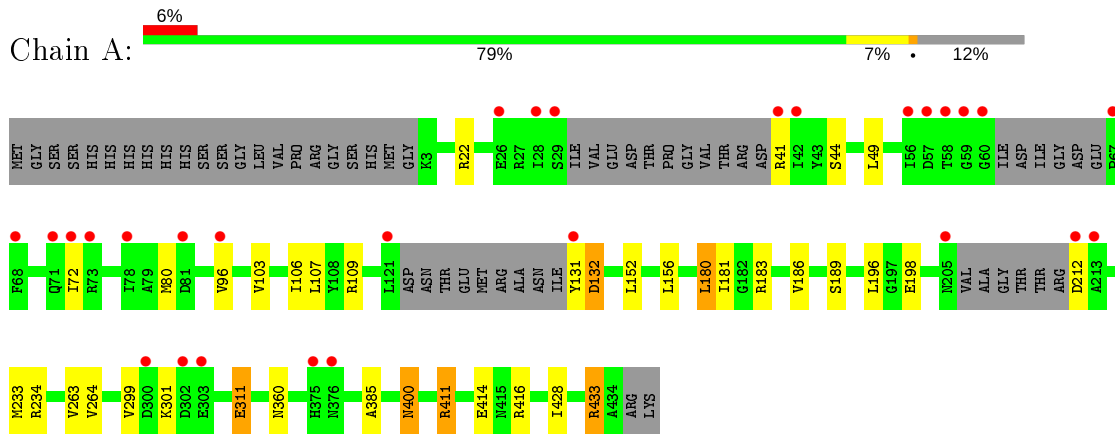 6%
Chain A:
79% 7% • 12%
MET GLY SER SER HIS HIS HIS HIS HIS HIS SER SER GLY LEU VAL PRO ARG GLY SER HIS MET GLY K3 R22 E26 R27 I28 S29 ILE VAL GLU ASP THR PRO GLY VAL THR ARG ASP R41 I42 Y43 S44 L49 I56 D57 T58 G59 G60 ILE ASP ILE GLY ASP GLU
F68 Q71 I72 R73 I78 A79 M80 D81 V96 V103 I106 L107 Y108 R109 L121 ASP ASN THR GLU MET ARG ALA ASN ILE Y131 D132 L152 L156 L180 I181 G182 R183 V186 S189 L196 G197 E198 N205 VAL ALA GLY THR THR ARG D212 A213
M233 R234 V263 V264 V299 D300 K301 D302 E303 E311 N360 H375 N376 A385 N400 R411 E414 N415 R416 I428 R433 A434 ARG LYS